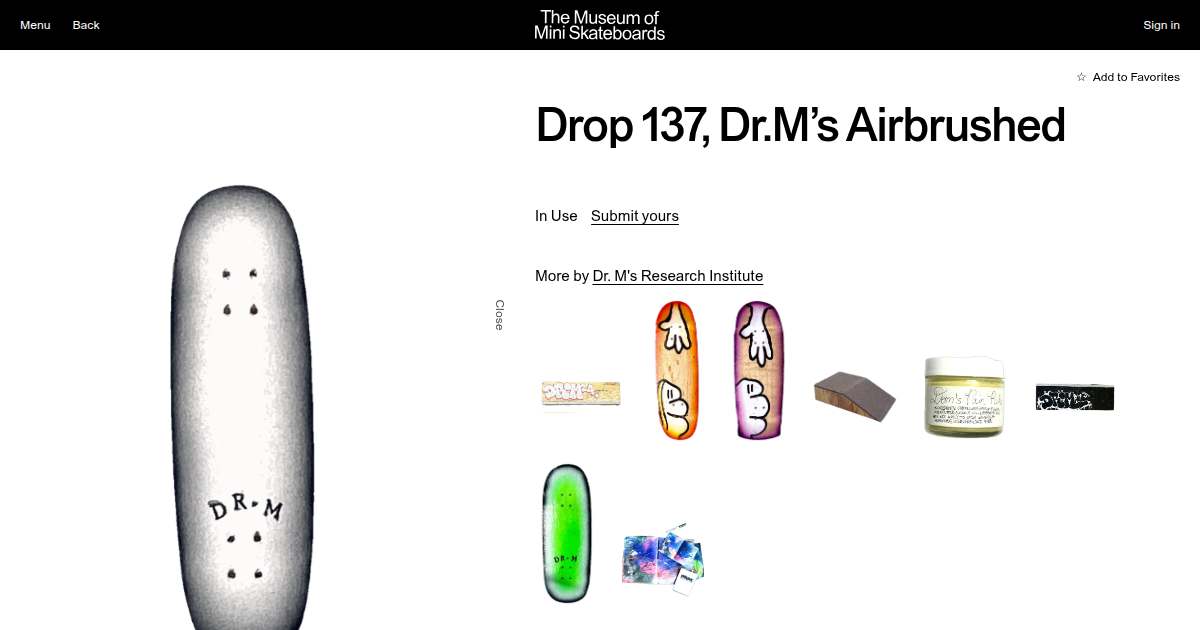 Menu Back
The Museum of
Mini Skateboards
Sign in
☆ Add to Favorites
Drop 137, Dr.M’s Airbrushed
In Use Submit yours
More by Dr. M's Research Institute
Close
DR·M
DR·M